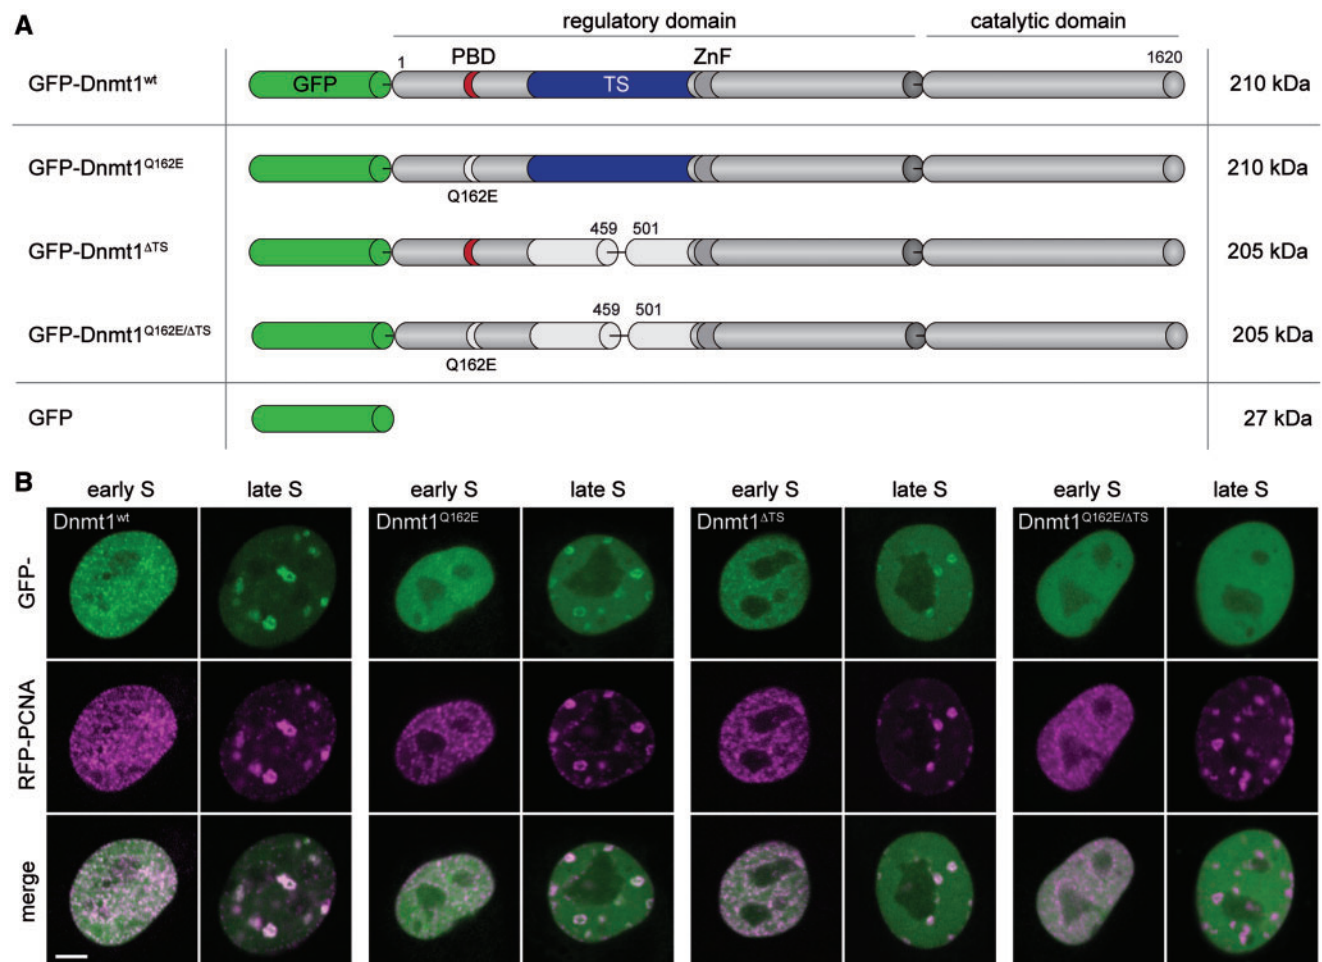 A
regulatory domain catalytic domain
GFP-Dnmt1wt GFP 1 PBD TS ZnF 1620 210 kDa
GFP-Dnmt1Q162E Q162E 210 kDa
GFP-Dnmt1ΔTS 459 501 205 kDa
GFP-Dnmt1Q162E/ΔTS 459 501 Q162E 205 kDa
GFP 27 kDa
B
early S late S early S late S early S late S early S late S
GFP- Dnmt1wt Dnmt1Q162E Dnmt1ΔTS Dnmt1Q162E/ΔTS
RFP-PCNA
merge